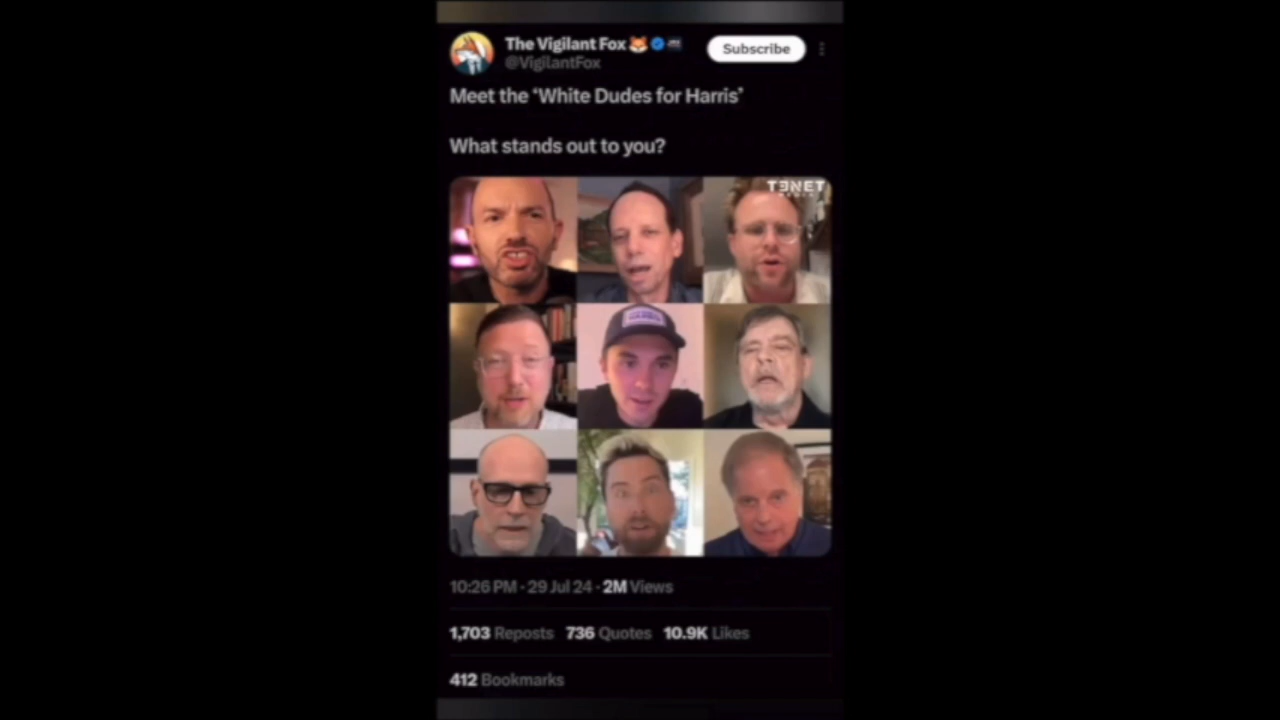 The Vigilant Fox
Subscribe
@VigilantFox
Meet the ‘White Dudes for Harris’
What stands out to you?
TENET
10:26 PM · 29 Jul 24 · 2M Views
1,703 Reposts 736 Quotes 10.9K Likes
412 Bookmarks